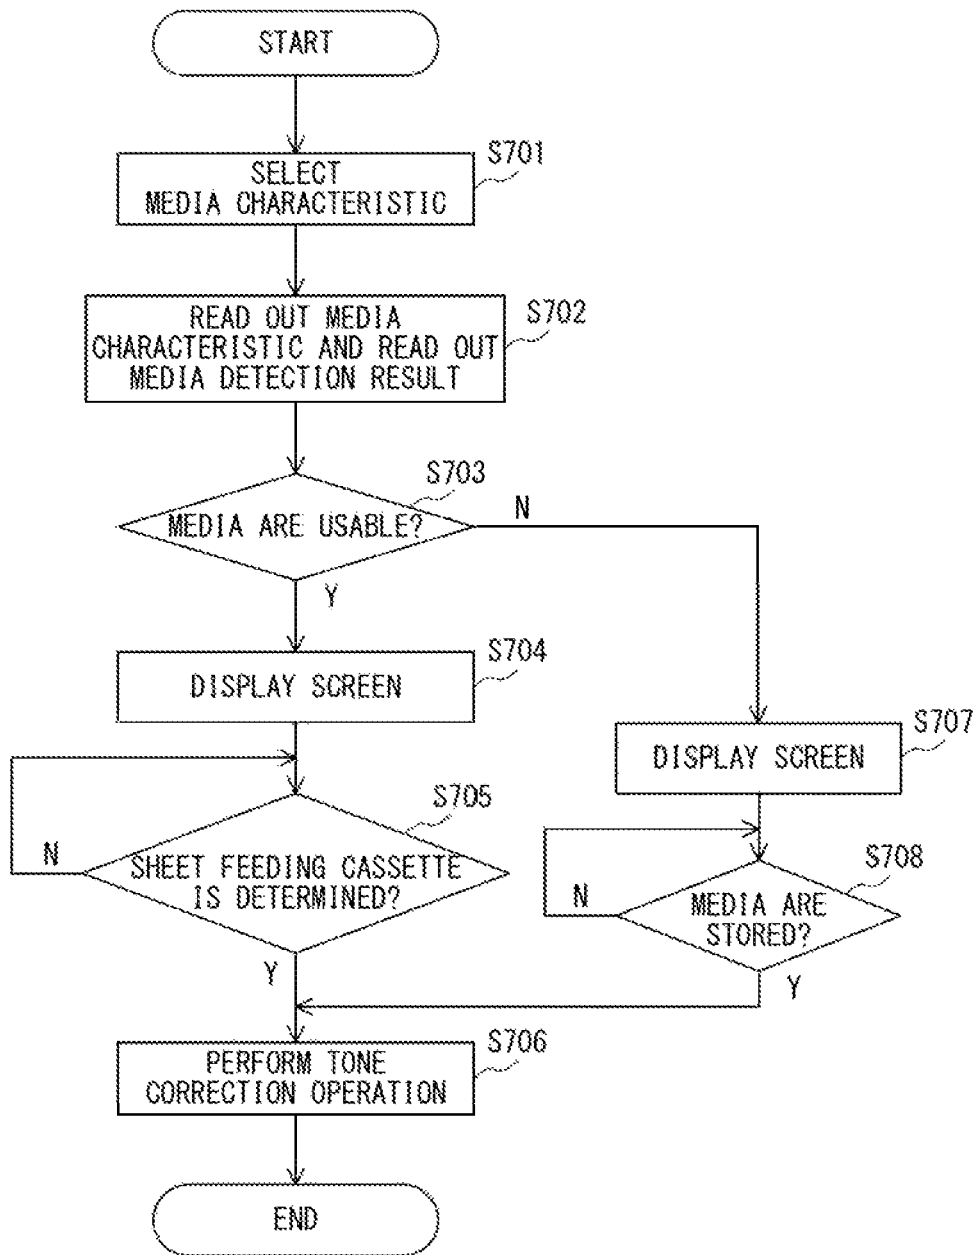 START
S701
SELECT
MEDIA CHARACTERISTIC
S702
READ OUT MEDIA
CHARACTERISTIC AND READ OUT
MEDIA DETECTION RESULT
S703
MEDIA ARE USABLE?
N
Y
S704
DISPLAY SCREEN
S707
DISPLAY SCREEN
S705
SHEET FEEDING CASSETTE
IS DETERMINED?
N
Y
S708
MEDIA ARE
STORED?
N
Y
S706
PERFORM TONE
CORRECTION OPERATION
END